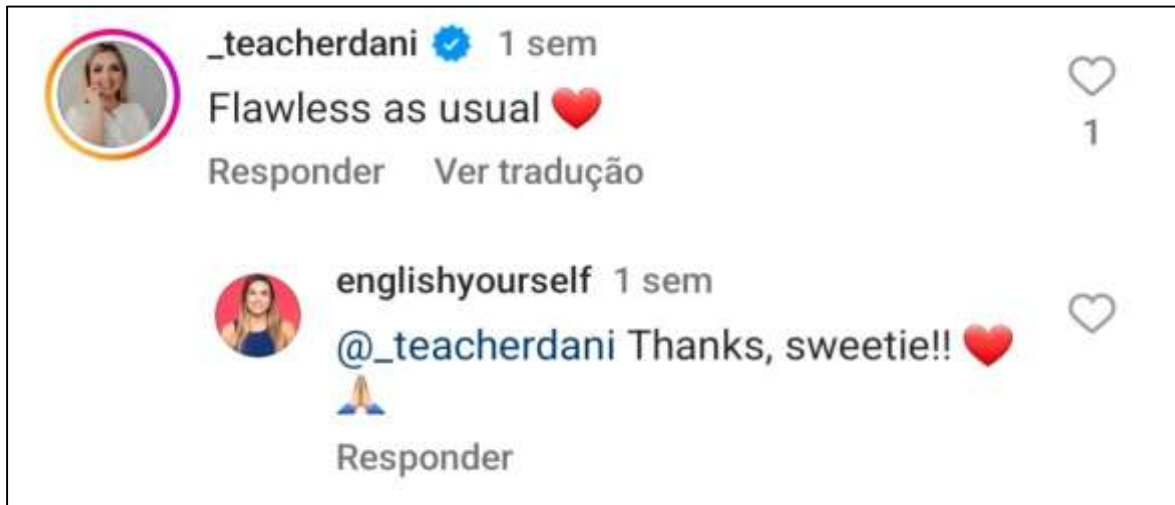 _teacherdani 1 sem
Flawless as usual ❤️
1
Responder Ver tradução
englishyourself 1 sem
@_teacherdani Thanks, sweetie!! ❤️
🙏🏼
Responder